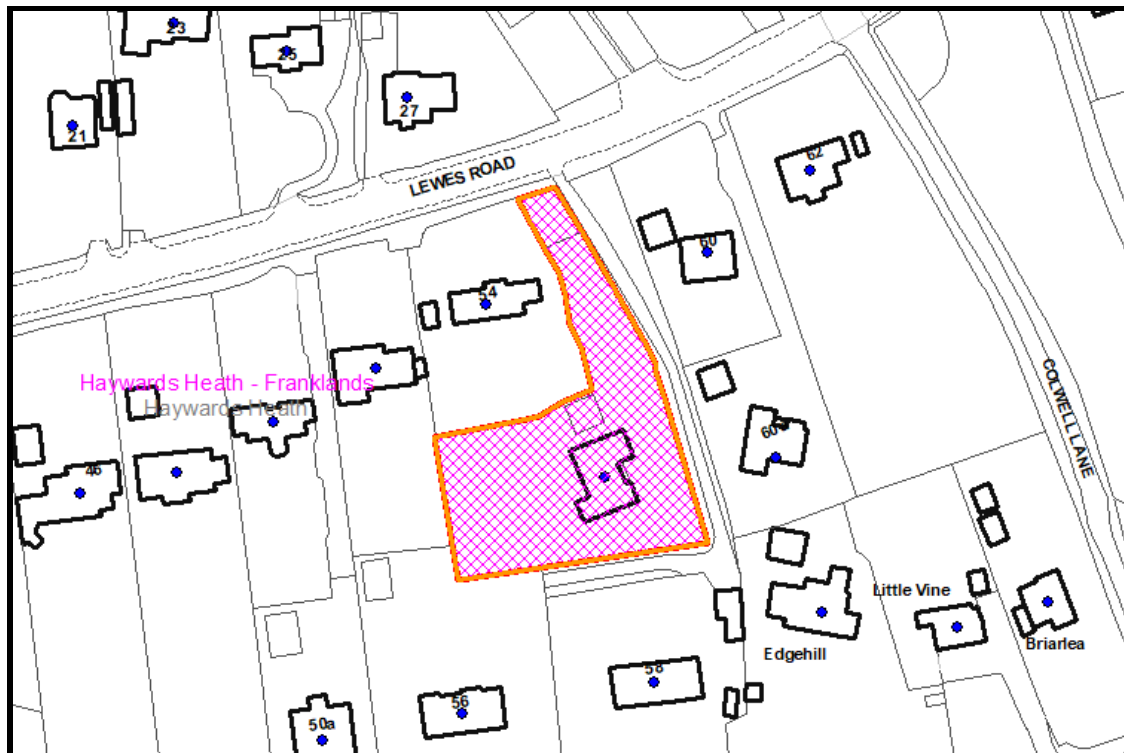 23
25
27
21
LEWES ROAD
62
60
54
Haywards Heath - Franklands
Haywards Heath
COLWELL LANE
46
Little Vine
Edgehill
Briarlea
58
56
50a